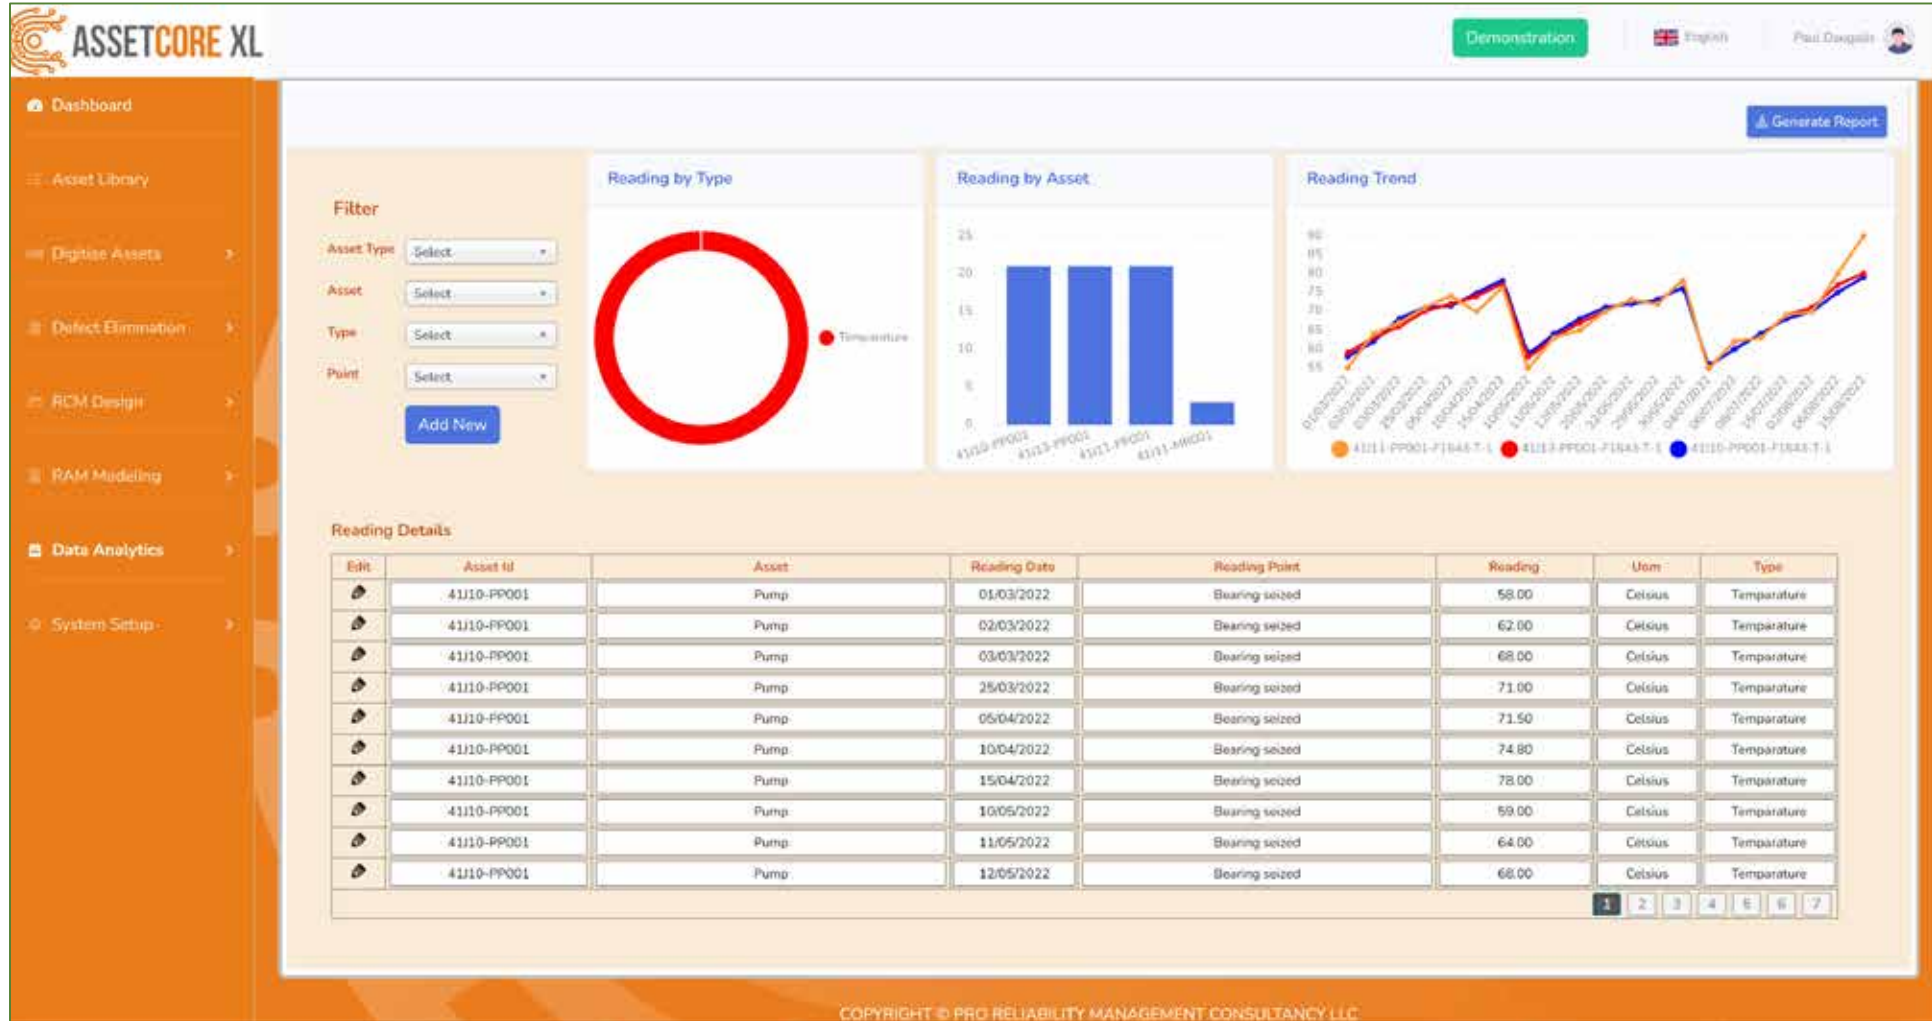 ASSETCORE XL
Demonstration
English
Dashboard
Generate Report
Asset Library
Reading by Type
Reading by Asset
Reading Trend
Filter
Asset Type Select
Digitise Assets
Asset Select
Type Select
Defect Elimination
Temparature
Point Select
RCM Design
Add New
25
20
15
10
5
0
90
85
80
75
70
65
60
55
RAM Modeling
Reading Details
Data Analytics
Edit Asset Id Asset Reading Date Reading Point Reading Uom Type
41J10-PP001 Pump 01/03/2022 Bearing seized 58.00 Celsius Temparature
41J10-PP001 Pump 02/03/2022 Bearing seized 62.00 Celsius Temparature
41J10-PP001 Pump 03/03/2022 Bearing seized 68.00 Celsius Temparature
41J10-PP001 Pump 25/03/2022 Bearing seized 71.00 Celsius Temparature
41J10-PP001 Pump 05/04/2022 Bearing seized 71.50 Celsius Temparature
41J10-PP001 Pump 10/04/2022 Bearing seized 74.80 Celsius Temparature
41J10-PP001 Pump 15/04/2022 Bearing seized 78.00 Celsius Temparature
41J10-PP001 Pump 10/05/2022 Bearing seized 59.00 Celsius Temparature
41J10-PP001 Pump 11/05/2022 Bearing seized 64.00 Celsius Temparature
41J10-PP001 Pump 12/05/2022 Bearing seized 68.00 Celsius Temparature
System Setup
1 2 3 4 5 6 7
COPYRIGHT © PRO RELIABILITY MANAGEMENT CONSULTANCY LLC